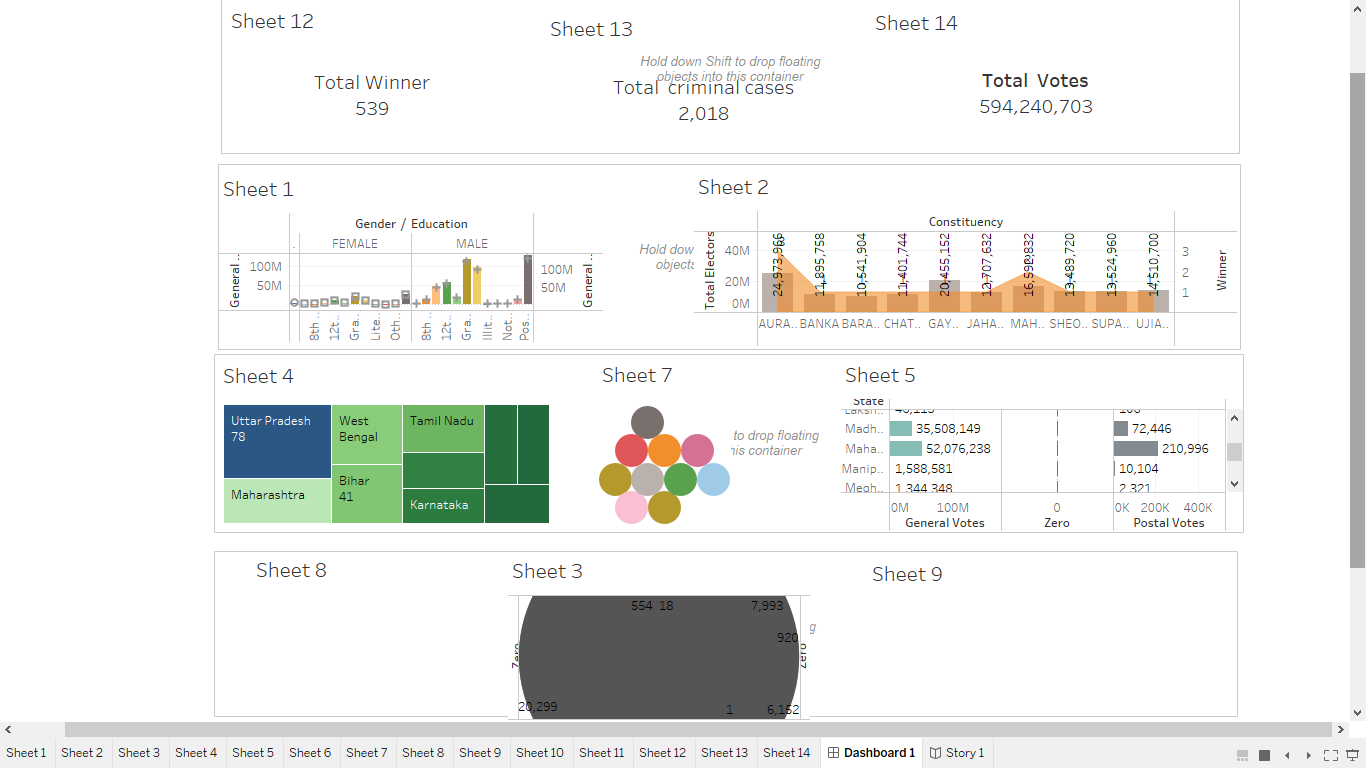 Sheet 12
Sheet 13
Sheet 14
Hold down Shift to drop floating
objects into this container
Total Winner
539
Total criminal cases
2,018
Total Votes
594,240,703
Sheet 1
Gender / Education
FEMALE
MALE
General..
100M
50M
100M
50M
General..
8th ..
12t..
Gra..
Lite..
Oth..
8th ..
12t..
Gra..
Illit..
Not..
Pos..
Hold dow
objects
Sheet 2
Constituency
Total Electors
40M
20M
0M
11,895,758
10,541,904
11,401,744
20,455,152
12,707,632
16,592,832
13,489,720
13,524,960
14,510,700
3
2
1
Winner
AURA..
BANKA
BARA..
CHAT..
GAY..
JAHA..
MAH..
SHEO..
SUPA..
UJIA..
Sheet 4
Uttar Pradesh
78
Maharashtra
West
Bengal
Bihar
41
Tamil Nadu
Karnataka
Sheet 7
to drop floating
this container
Sheet 5
State
Madh..
35,508,149
72,446
Maha..
52,076,238
210,996
Manip..
1,588,581
10,104
Megh..
1,344,348
2,321
0M
100M
0
0K
200K
400K
General Votes
Zero
Postal Votes
Sheet 8
Sheet 3
Sheet 9
554
18
7,993
920
Zero
Zero
g
20,299
1
6,152
Sheet 1
Sheet 2
Sheet 3
Sheet 4
Sheet 5
Sheet 6
Sheet 7
Sheet 8
Sheet 9
Sheet 10
Sheet 11
Sheet 12
Sheet 13
Sheet 14
Dashboard 1
Story 1